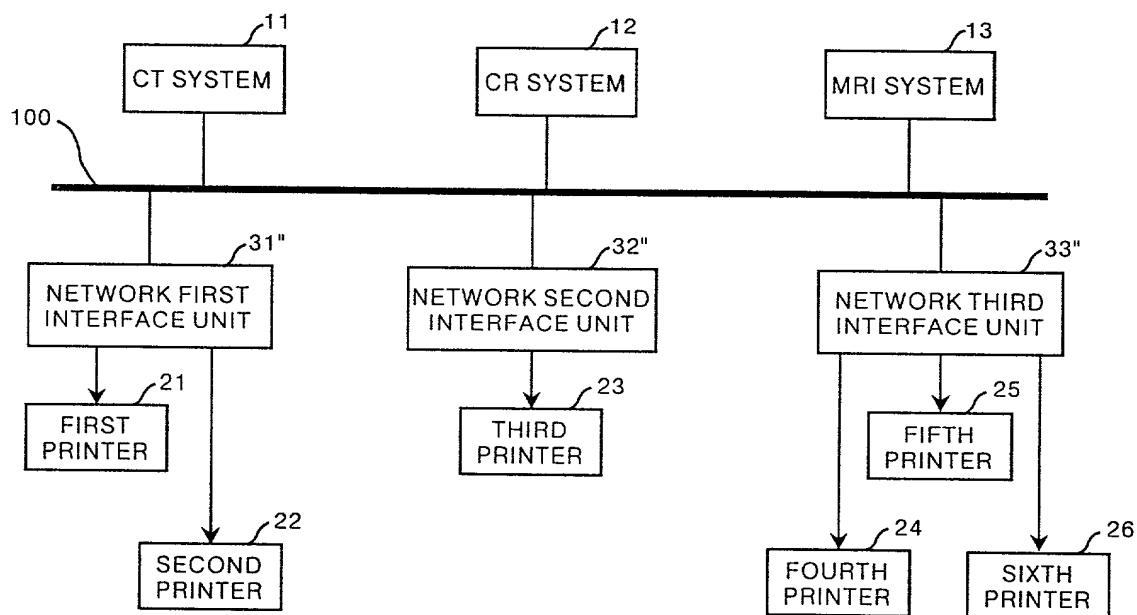 11
12
13
CT SYSTEM
CR SYSTEM
MRI SYSTEM
100
31"
32"
33"
NETWORK FIRST
INTERFACE UNIT
NETWORK SECOND
INTERFACE UNIT
NETWORK THIRD
INTERFACE UNIT
21
23
25
FIRST
PRINTER
THIRD
PRINTER
FIFTH
PRINTER
22
24
26
SECOND
PRINTER
FOURTH
PRINTER
SIXTH
PRINTER